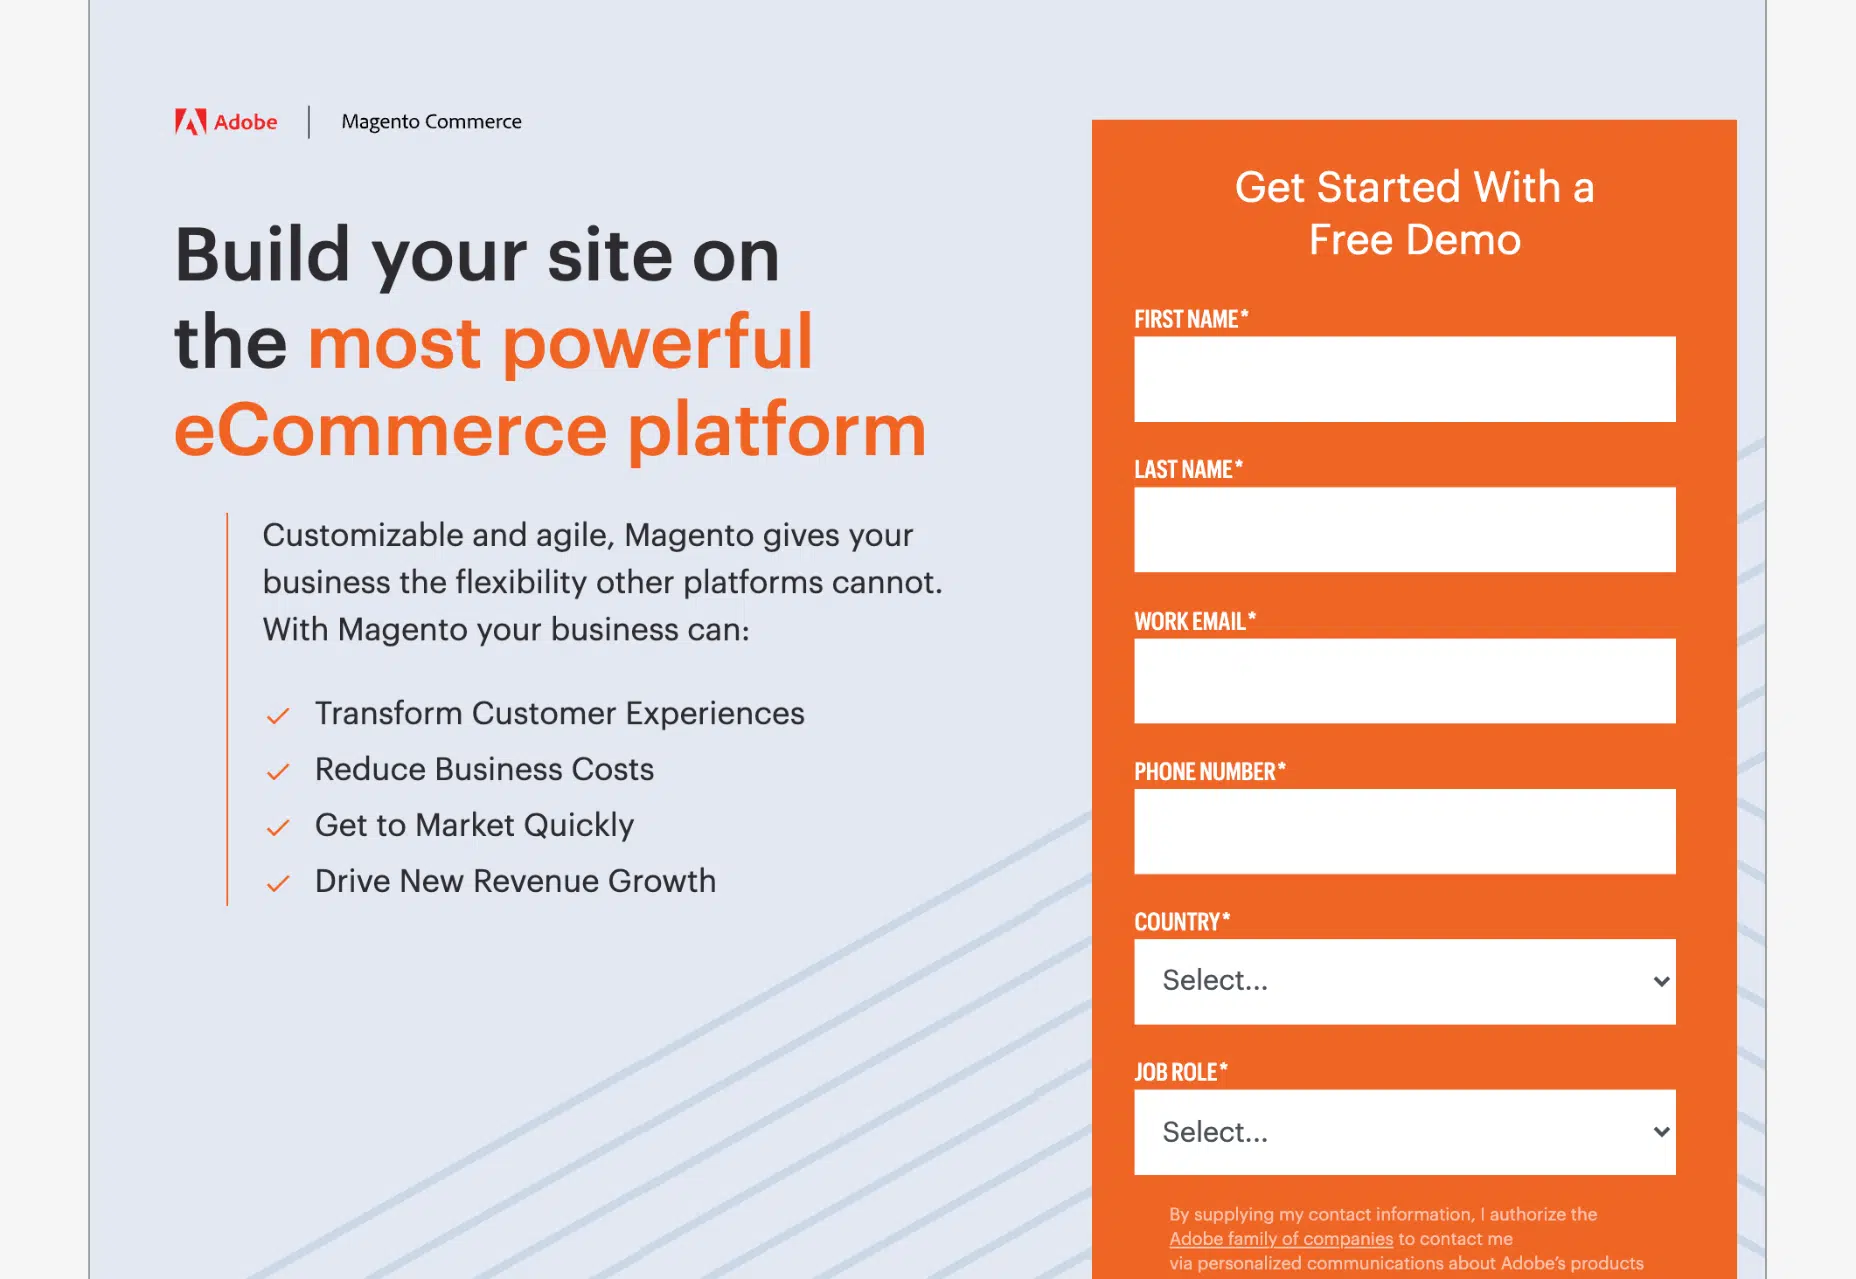 Adobe
Magento Commerce
Build your site on
the most powerful
eCommerce platform
Customizable and agile, Magento gives your
business the flexibility other platforms cannot.
With Magento your business can:
Transform Customer Experiences
Reduce Business Costs
Get to Market Quickly
Drive New Revenue Growth
Get Started With a
Free Demo
FIRST NAME*
LAST NAME*
WORK EMAIL*
PHONE NUMBER*
COUNTRY*
Select...
JOB ROLE*
Select...
By supplying my contact information, I authorize the
Adobe family of companies to contact me
via personalized communications about Adobe's products